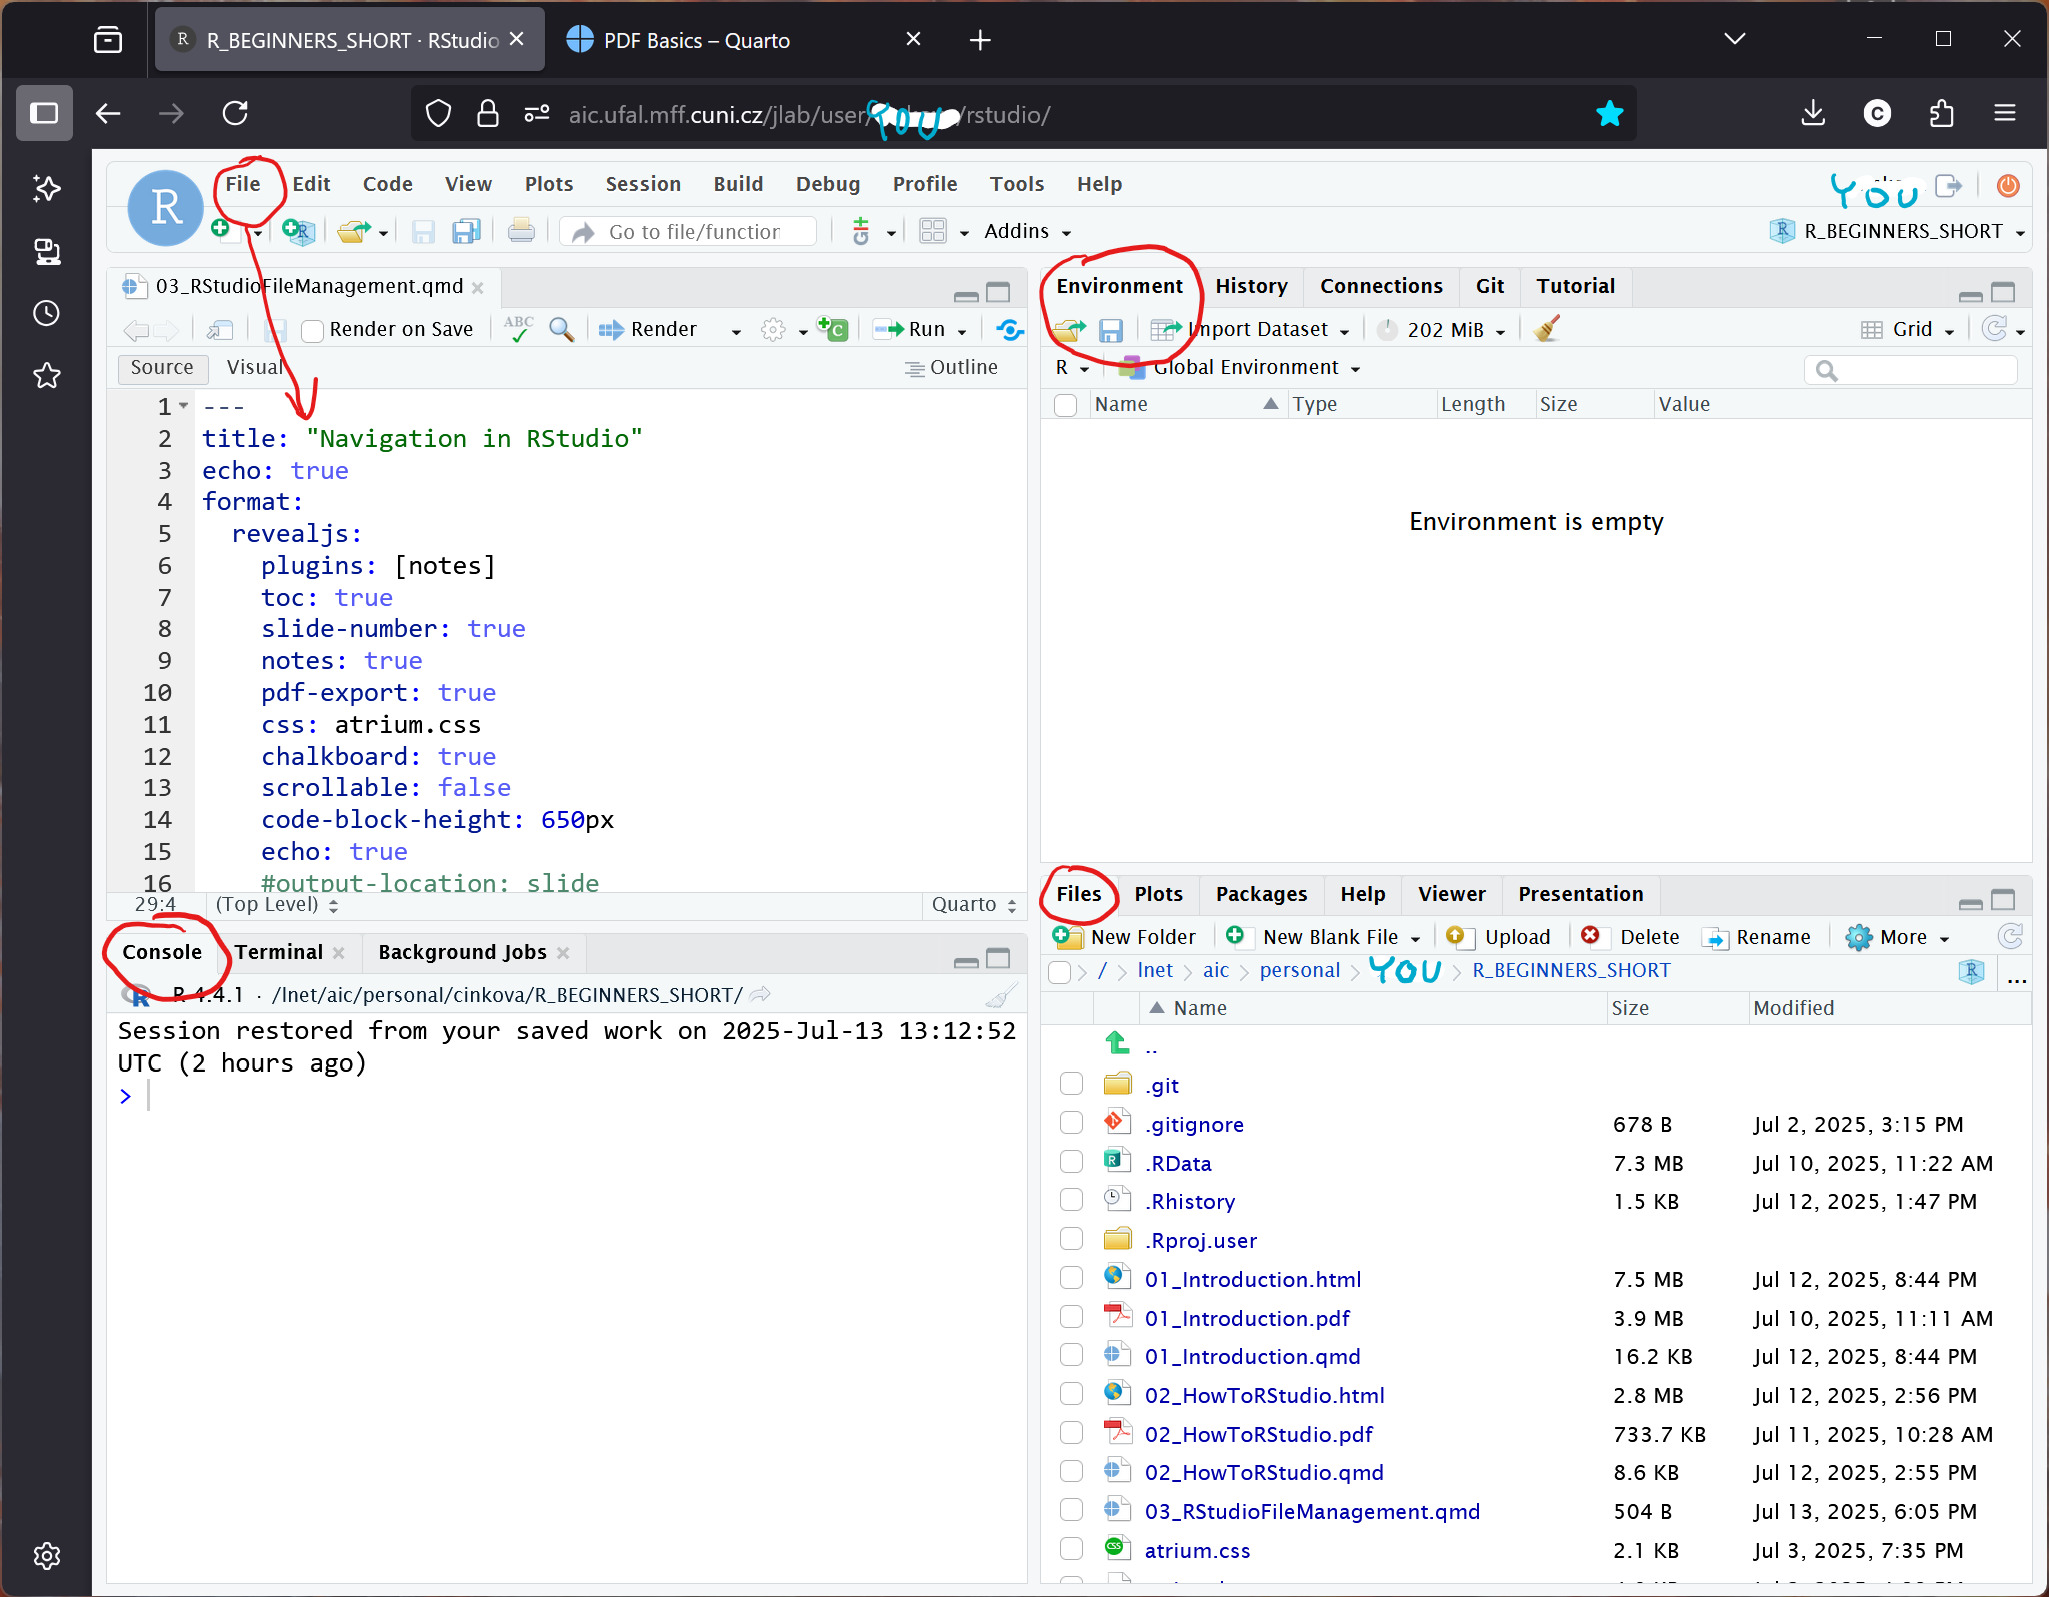 R_BEGINNERS_SHORT · RStudio
PDF Basics – Quarto
aic.ufal.mff.cuni.cz/jlab/user/YOU/rstudio/
File Edit Code View Plots Session Build Debug Profile Tools Help
YOU
Go to file/function
Addins
R_BEGINNERS_SHORT
03_RStudioFileManagement.qmd
Render on Save
ABC
Render
Run
Source Visual
Outline
1 ---
2 title: "Navigation in RStudio"
3 echo: true
4 format:
5 revealjs:
6 plugins: [notes]
7 toc: true
8 slide-number: true
9 notes: true
10 pdf-export: true
11 css: atrium.css
12 chalkboard: true
13 scrollable: false
14 code-block-height: 650px
15 echo: true
16 #output-location: slide
29:4 (Top Level) Quarto
Console Terminal Background Jobs
R 4.4.1 · /lnet/aic/personal/cinkova/R_BEGINNERS_SHORT/
Session restored from your saved work on 2025-Jul-13 13:12:52
UTC (2 hours ago)
>
Environment History Connections Git Tutorial
Import Dataset 202 MiB Grid
R Global Environment
Name Type Length Size Value
Environment is empty
Files Plots Packages Help Viewer Presentation
New Folder New Blank File Upload Delete Rename More
/ > lnet > aic > personal > YOU > R_BEGINNERS_SHORT ...
Name Size Modified
..
.git
.gitignore 678 B Jul 2, 2025, 3:15 PM
.RData 7.3 MB Jul 10, 2025, 11:22 AM
.Rhistory 1.5 KB Jul 12, 2025, 1:47 PM
.Rproj.user
01_Introduction.html 7.5 MB Jul 12, 2025, 8:44 PM
01_Introduction.pdf 3.9 MB Jul 10, 2025, 11:11 AM
01_Introduction.qmd 16.2 KB Jul 12, 2025, 8:44 PM
02_HowToRStudio.html 2.8 MB Jul 12, 2025, 2:56 PM
02_HowToRStudio.pdf 733.7 KB Jul 11, 2025, 10:28 AM
02_HowToRStudio.qmd 8.6 KB Jul 12, 2025, 2:55 PM
03_RStudioFileManagement.qmd 504 B Jul 13, 2025, 6:05 PM
atrium.css 2.1 KB Jul 3, 2025, 7:35 PM